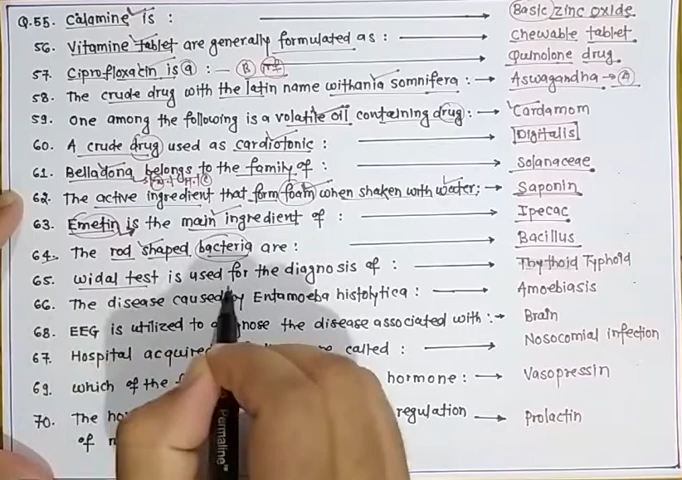 Q.55. Calamine is : → Basic zinc oxide
56. Vitamine Tablet are generally formulated as : → Chewable tablet
57. Ciprofloxacin is a : — → Quinolone drug
58. The crude drug with the latin name withania somnifera : → Aswagandha → A
59. One among the following is a volatile oil containing drug : → Cardamom
60. A crude drug used as cardiotonic : → Digitalis
61. Belladona belongs to the family of : → Solanaceae
62. The active ingredient that form foam when shaken with water : → Saponin
63. Emetin is the main ingredient of : → Ipecac
64. The rod shaped bacteria are : → Bacillus
65. widal test is used for the diagnosis of : → Typhoid
66. The disease caused by Entamoeba histolytica : → Amoebiasis
68. EEG is utilized to the disease associated with : → Brain
67. Hospital called : → Nosocomial infection
69. which of the hormone : → Vasopressin
70. The regulation → Prolactin
of
Permaline